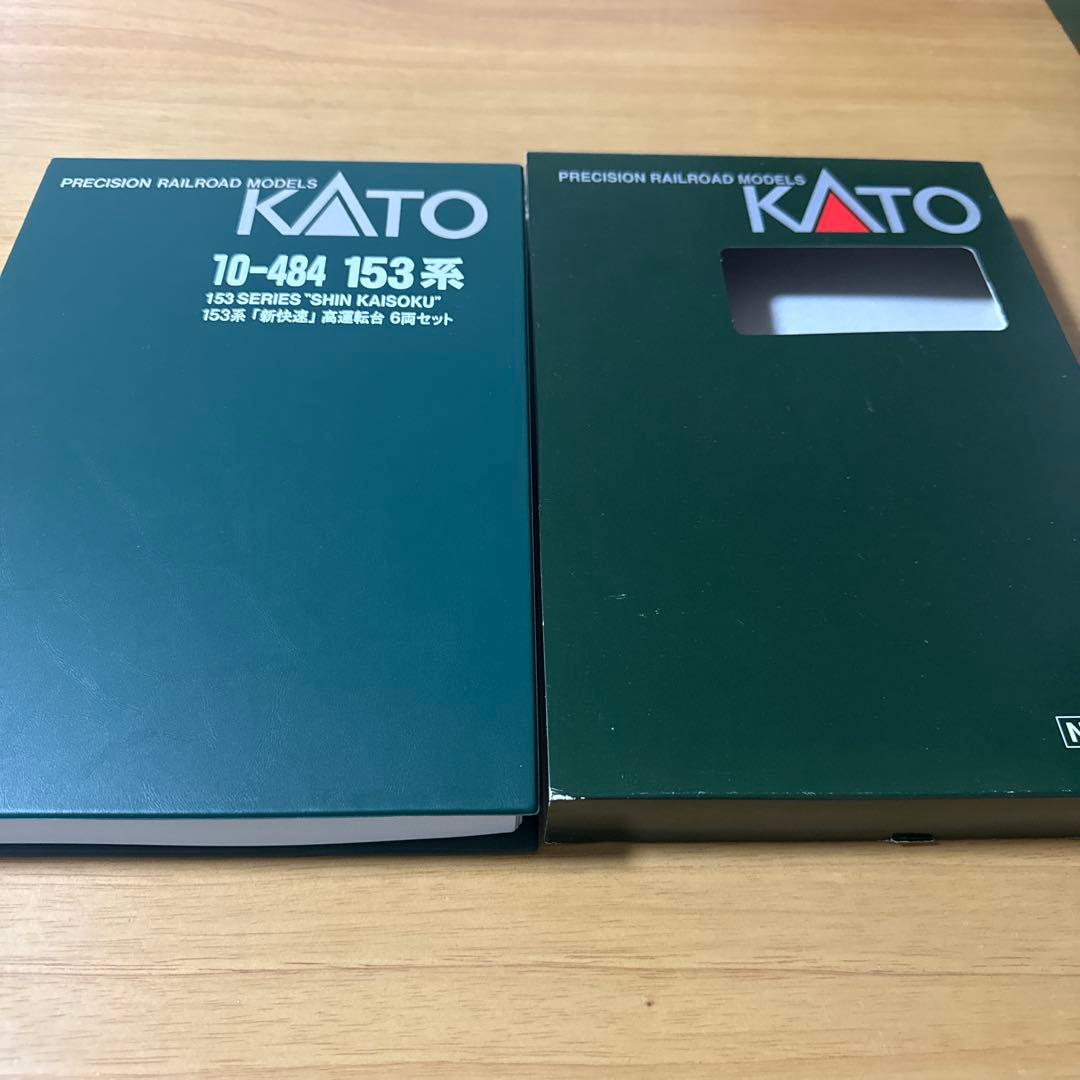 PRECISION RAILROAD MODELS
KATO
10-484 153系
153 SERIES "SHIN KAISOKU"
153系「新快速」高運転台 6両セット
PRECISION RAILROAD MODELS
KATO
N